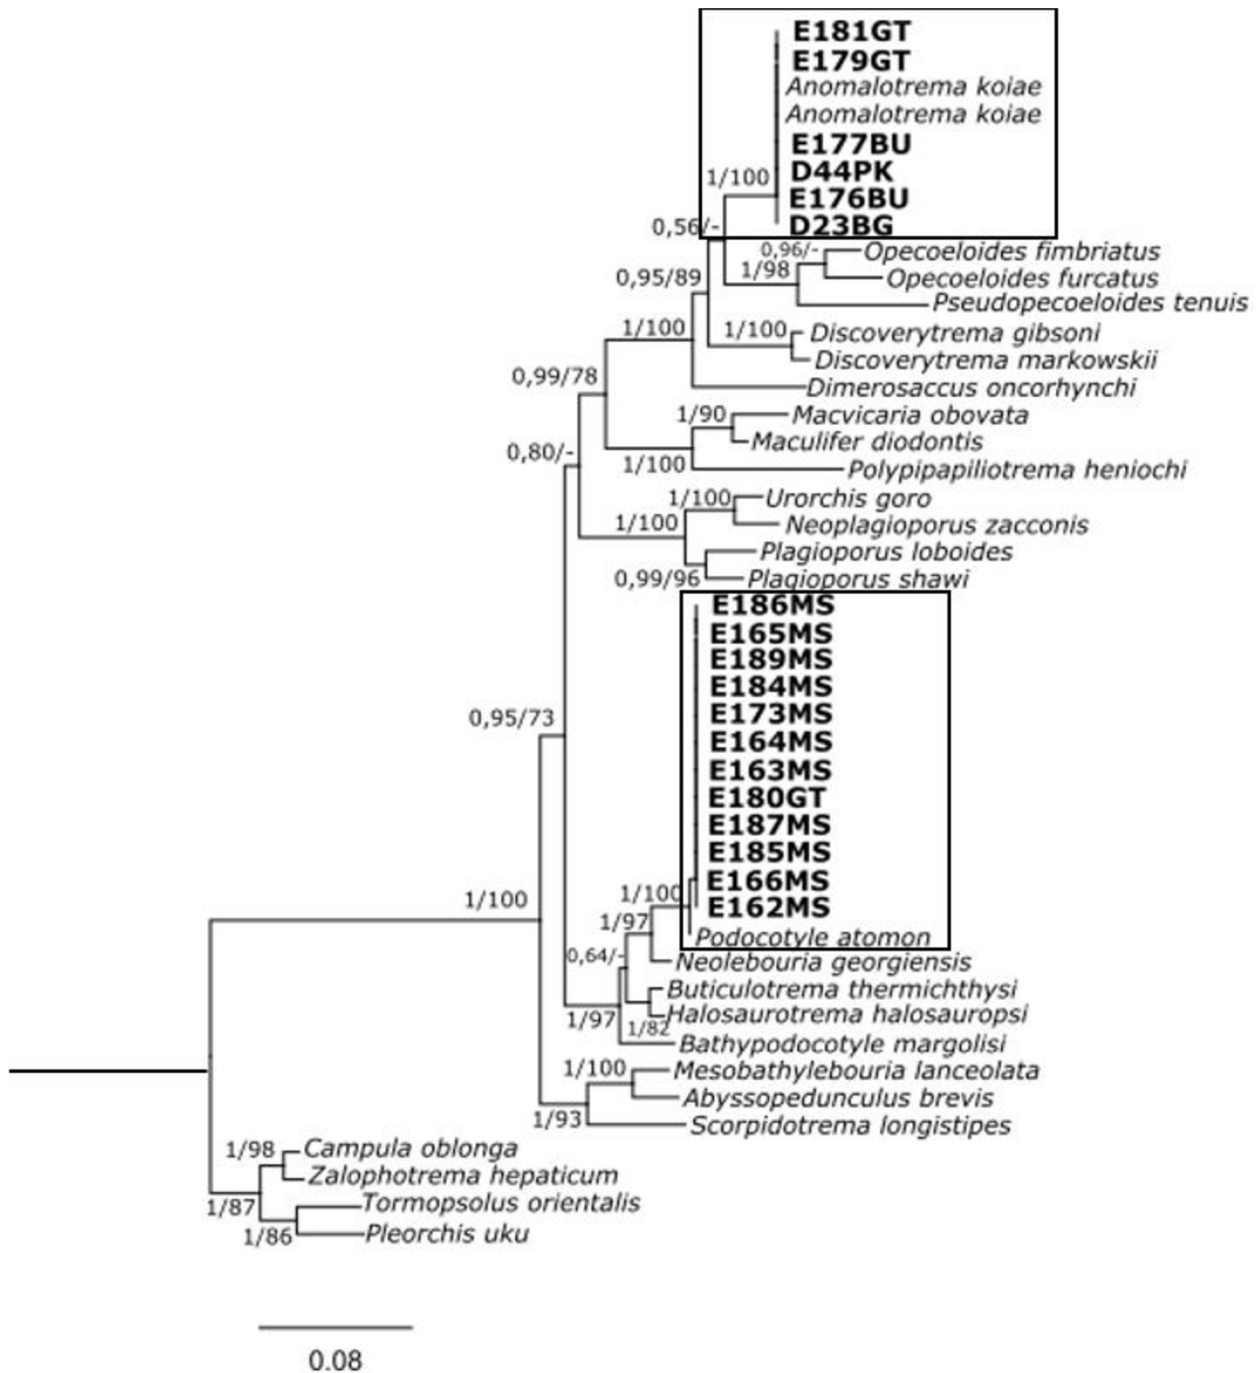 E181GT
E179GT
Anomalotrema koiae
Anomalotrema koiae
E177BU
D44PK
1/100
E176BU
D23BG
0,56/-
0,96/-
Opecoeloides fimbriatus
1/98
Opecoeloides furcatus
0,95/89
Pseudopecoeloides tenuis
1/100
1/100
Discoverytrema gibsoni
Discoverytrema markowskii
0,99/78
Dimerosaccus oncorhynchi
1/90
Macvicaria obovata
Maculifer diodontis
0,80/-
1/100
Polypipapiliotrema heniochi
1/100
Urorchis goro
1/100
Neoplagioporus zacconis
Plagioporus loboides
0,99/96
Plagioporus shawi
E186MS
E165MS
E189MS
E184MS
E173MS
0,95/73
E164MS
E163MS
E180GT
E187MS
E185MS
E166MS
1/100
1/100
E162MS
1/97
Podocotyle atomon
0,64/-
Neolebouria georgiensis
Buticulotrema thermichthysi
Halosaurotrema halosauropsi
1/97
1/82
Bathypodocotyle margolisi
1/100
Mesobathylebouria lanceolata
Abyssopedunculus brevis
1/93
Scorpidotrema longistipes
1/98
Campula oblonga
Zalophotrema hepaticum
1/87
Tormopsolus orientalis
1/86
Pleorchis uku
0.08